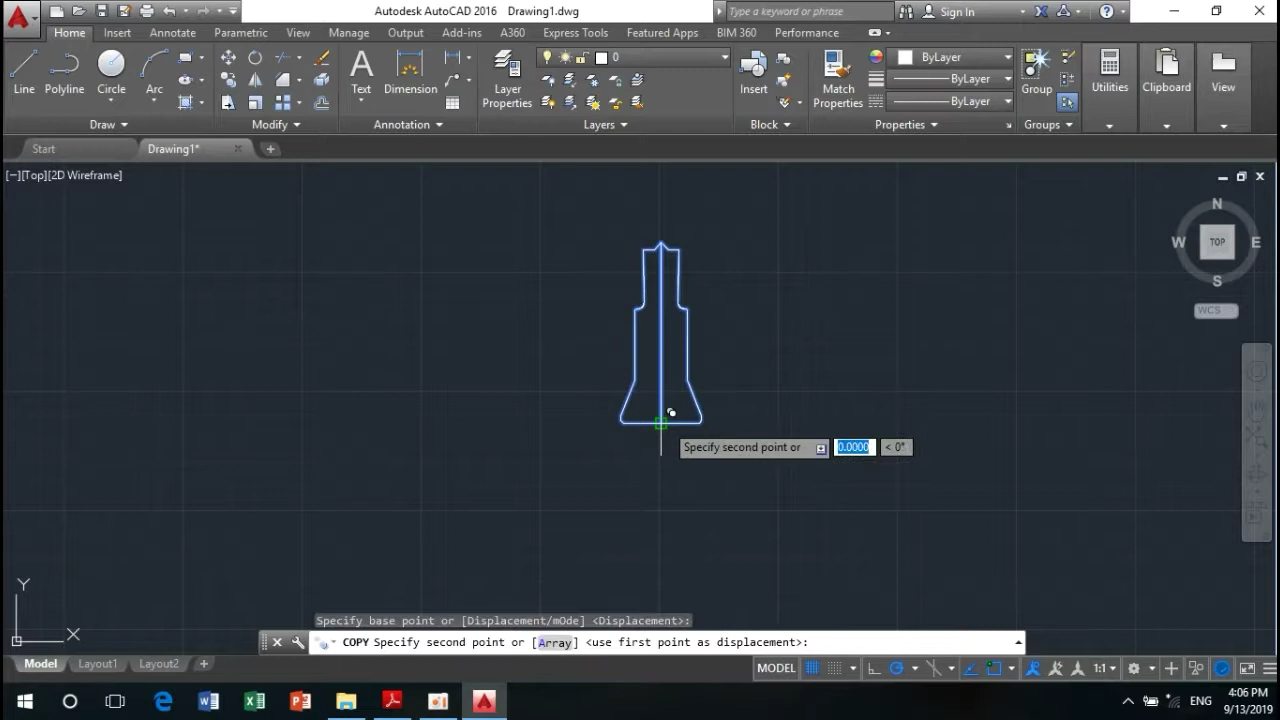 Autodesk AutoCAD 2016 Drawing1.dwg
Type a keyword or phrase
Sign In
Home Insert Annotate Parametric View Manage Output Add-ins A360 Express Tools Featured Apps BIM 360 Performance
0
ByLayer
ByLayer
ByLayer
Line Polyline Circle Arc
Text Dimension
Layer Properties
Insert
Match Properties
Group
Utilities
Clipboard
View
Draw
Modify
Annotation
Layers
Block
Properties
Groups
Start
Drawing1*
[−][Top][2D Wireframe]
N
W TOP E
S
WCS
Specify second point or 0.0000 < 0°
Y
X
Specify base point or [Displacement/mOde] <Displacement>:
COPY Specify second point or [Array] <use first point as displacement>:
Model Layout1 Layout2 +
MODEL
1:1
ENG
4:06 PM
9/13/2019